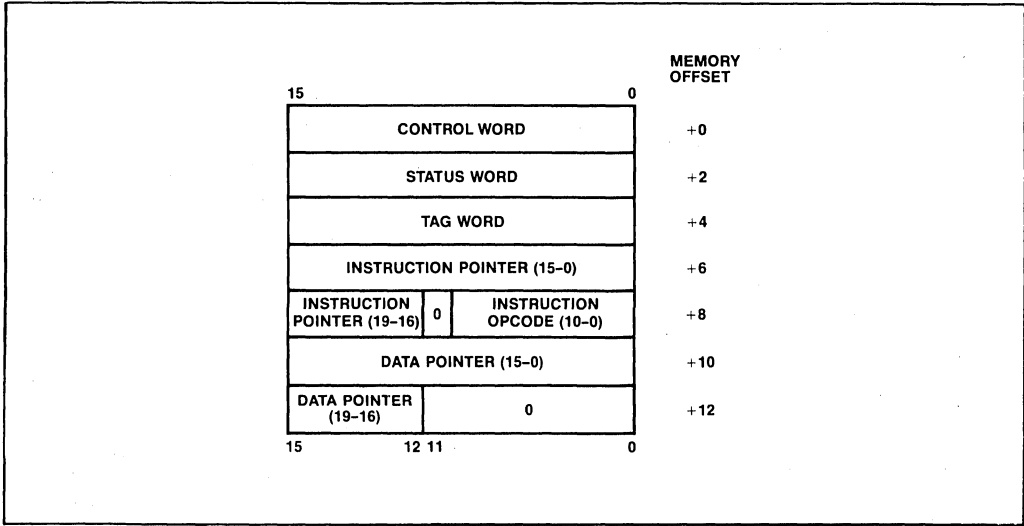 MEMORY
OFFSET
15 0
CONTROL WORD +0
STATUS WORD +2
TAG WORD +4
INSTRUCTION POINTER (15–0) +6
INSTRUCTION
POINTER (19–16) 0 INSTRUCTION
OPCODE (10–0) +8
DATA POINTER (15–0) +10
DATA POINTER
(19–16) 0 +12
15 12 11 0